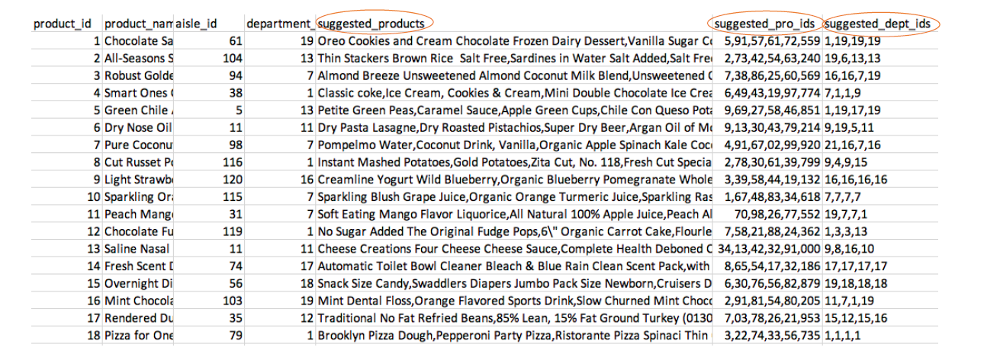 product_id product_nam aisle_id department_ suggested_products suggested_pro_ids suggested_dept_ids
1 Chocolate Sa 61 19 Oreo Cookies and Cream Chocolate Frozen Dairy Dessert,Vanilla Sugar Co 5,91,57,61,72,559 1,19,19,19
2 All-Seasons S 104 13 Thin Stackers Brown Rice  Salt Free,Sardines in Water Salt Added,Salt Free 2,73,42,54,63,240 19,6,13,13
3 Robust Golde 94 7 Almond Breeze Unsweetened Almond Coconut Milk Blend,Unsweetened C 7,38,86,25,60,569 16,16,7,19
4 Smart Ones C 38 1 Classic coke,Ice Cream, Cookies & Cream,Mini Double Chocolate Ice Crea 6,49,43,19,97,774 7,1,1,9
5 Green Chile 5 13 Petite Green Peas,Caramel Sauce,Apple Green Cups,Chile Con Queso Pota 9,69,27,58,46,851 1,19,17,19
6 Dry Nose Oil 11 11 Dry Pasta Lasagne,Dry Roasted Pistachios,Super Dry Beer,Argan Oil of Mo 9,13,30,43,79,214 9,19,5,11
7 Pure Coconu 98 7 Pompelmo Water,Coconut Drink, Vanilla,Organic Apple Spinach Kale Coc 4,91,67,02,99,920 21,16,7,16
8 Cut Russet Po 116 1 Instant Mashed Potatoes,Gold Potatoes,Zita Cut, No. 118,Fresh Cut Specia 2,78,30,61,39,799 9,4,9,15
9 Light Strawb 120 16 Creamline Yogurt Wild Blueberry,Organic Blueberry Pomegranate Whole 3,39,58,44,19,132 16,16,16,16
10 Sparkling Ora 115 7 Sparkling Blush Grape Juice,Organic Orange Turmeric Juice,Sparkling Ras 1,67,48,83,34,618 7,7,7,7
11 Peach Mang 31 7 Soft Eating Mango Flavor Liquorice,All Natural 100% Apple Juice,Peach Al 70,98,26,77,552 19,7,7,1
12 Chocolate Fu 119 1 No Sugar Added The Original Fudge Pops,6\" Organic Carrot Cake,Flourle 7,58,21,88,24,362 1,3,3,13
13 Saline Nasal 11 11 Cheese Creations Four Cheese Cheese Sauce,Complete Health Deboned C 34,13,42,32,91,000 9,8,16,10
14 Fresh Scent D 74 17 Automatic Toilet Bowl Cleaner Bleach & Blue Rain Clean Scent Pack,with 8,65,54,17,32,186 17,17,17,17
15 Overnight Di 56 18 Snack Size Candy,Swaddlers Diapers Jumbo Pack Size Newborn,Cruisers D 6,30,76,56,82,879 19,18,18,18
16 Mint Chocola 103 19 Mint Dental Floss,Orange Flavored Sports Drink,Slow Churned Mint Choco 2,91,81,54,80,205 11,7,1,19
17 Rendered Du 35 12 Traditional No Fat Refried Beans,85% Lean, 15% Fat Ground Turkey (0130 7,03,78,26,21,953 15,12,15,16
18 Pizza for One 79 1 Brooklyn Pizza Dough,Pepperoni Party Pizza,Ristorante Pizza Spinaci Thin 3,22,74,33,56,735 1,1,1,1